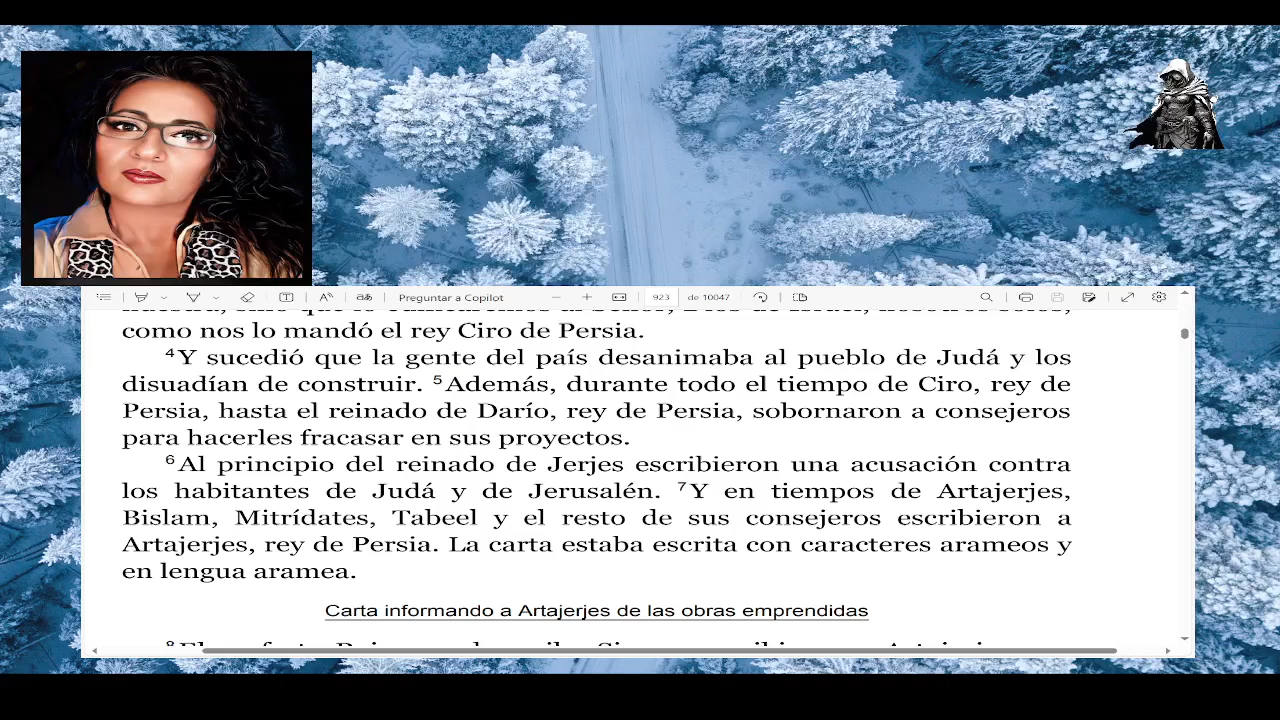 Preguntar a Copilot
923
de 10047
como nos lo mandó el rey Ciro de Persia.
⁴Y sucedió que la gente del país desanimaba al pueblo de Judá y los
disuadían de construir. ⁵Además, durante todo el tiempo de Ciro, rey de
Persia, hasta el reinado de Darío, rey de Persia, sobornaron a consejeros
para hacerles fracasar en sus proyectos.
⁶Al principio del reinado de Jerjes escribieron una acusación contra
los habitantes de Judá y de Jerusalén. ⁷Y en tiempos de Artajerjes,
Bislam, Mitrídates, Tabeel y el resto de sus consejeros escribieron a
Artajerjes, rey de Persia. La carta estaba escrita con caracteres arameos y
en lengua aramea.
Carta informando a Artajerjes de las obras emprendidas